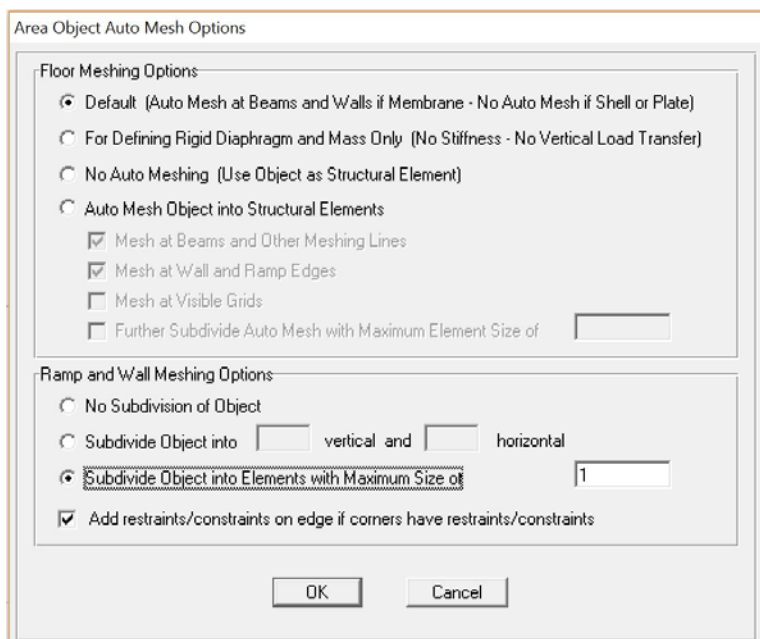 Area Object Auto Mesh Options
Floor Meshing Options
Default (Auto Mesh at Beams and Walls if Membrane - No Auto Mesh if Shell or Plate)
For Defining Rigid Diaphragm and Mass Only (No Stiffness - No Vertical Load Transfer)
No Auto Meshing (Use Object as Structural Element)
Auto Mesh Object into Structural Elements
Mesh at Beams and Other Meshing Lines
Mesh at Wall and Ramp Edges
Mesh at Visible Grids
Further Subdivide Auto Mesh with Maximum Element Size of
Ramp and Wall Meshing Options
No Subdivision of Object
Subdivide Object into vertical and horizontal
Subdivide Object into Elements with Maximum Size of 1
Add restraints/constraints on edge if corners have restraints/constraints
OK Cancel